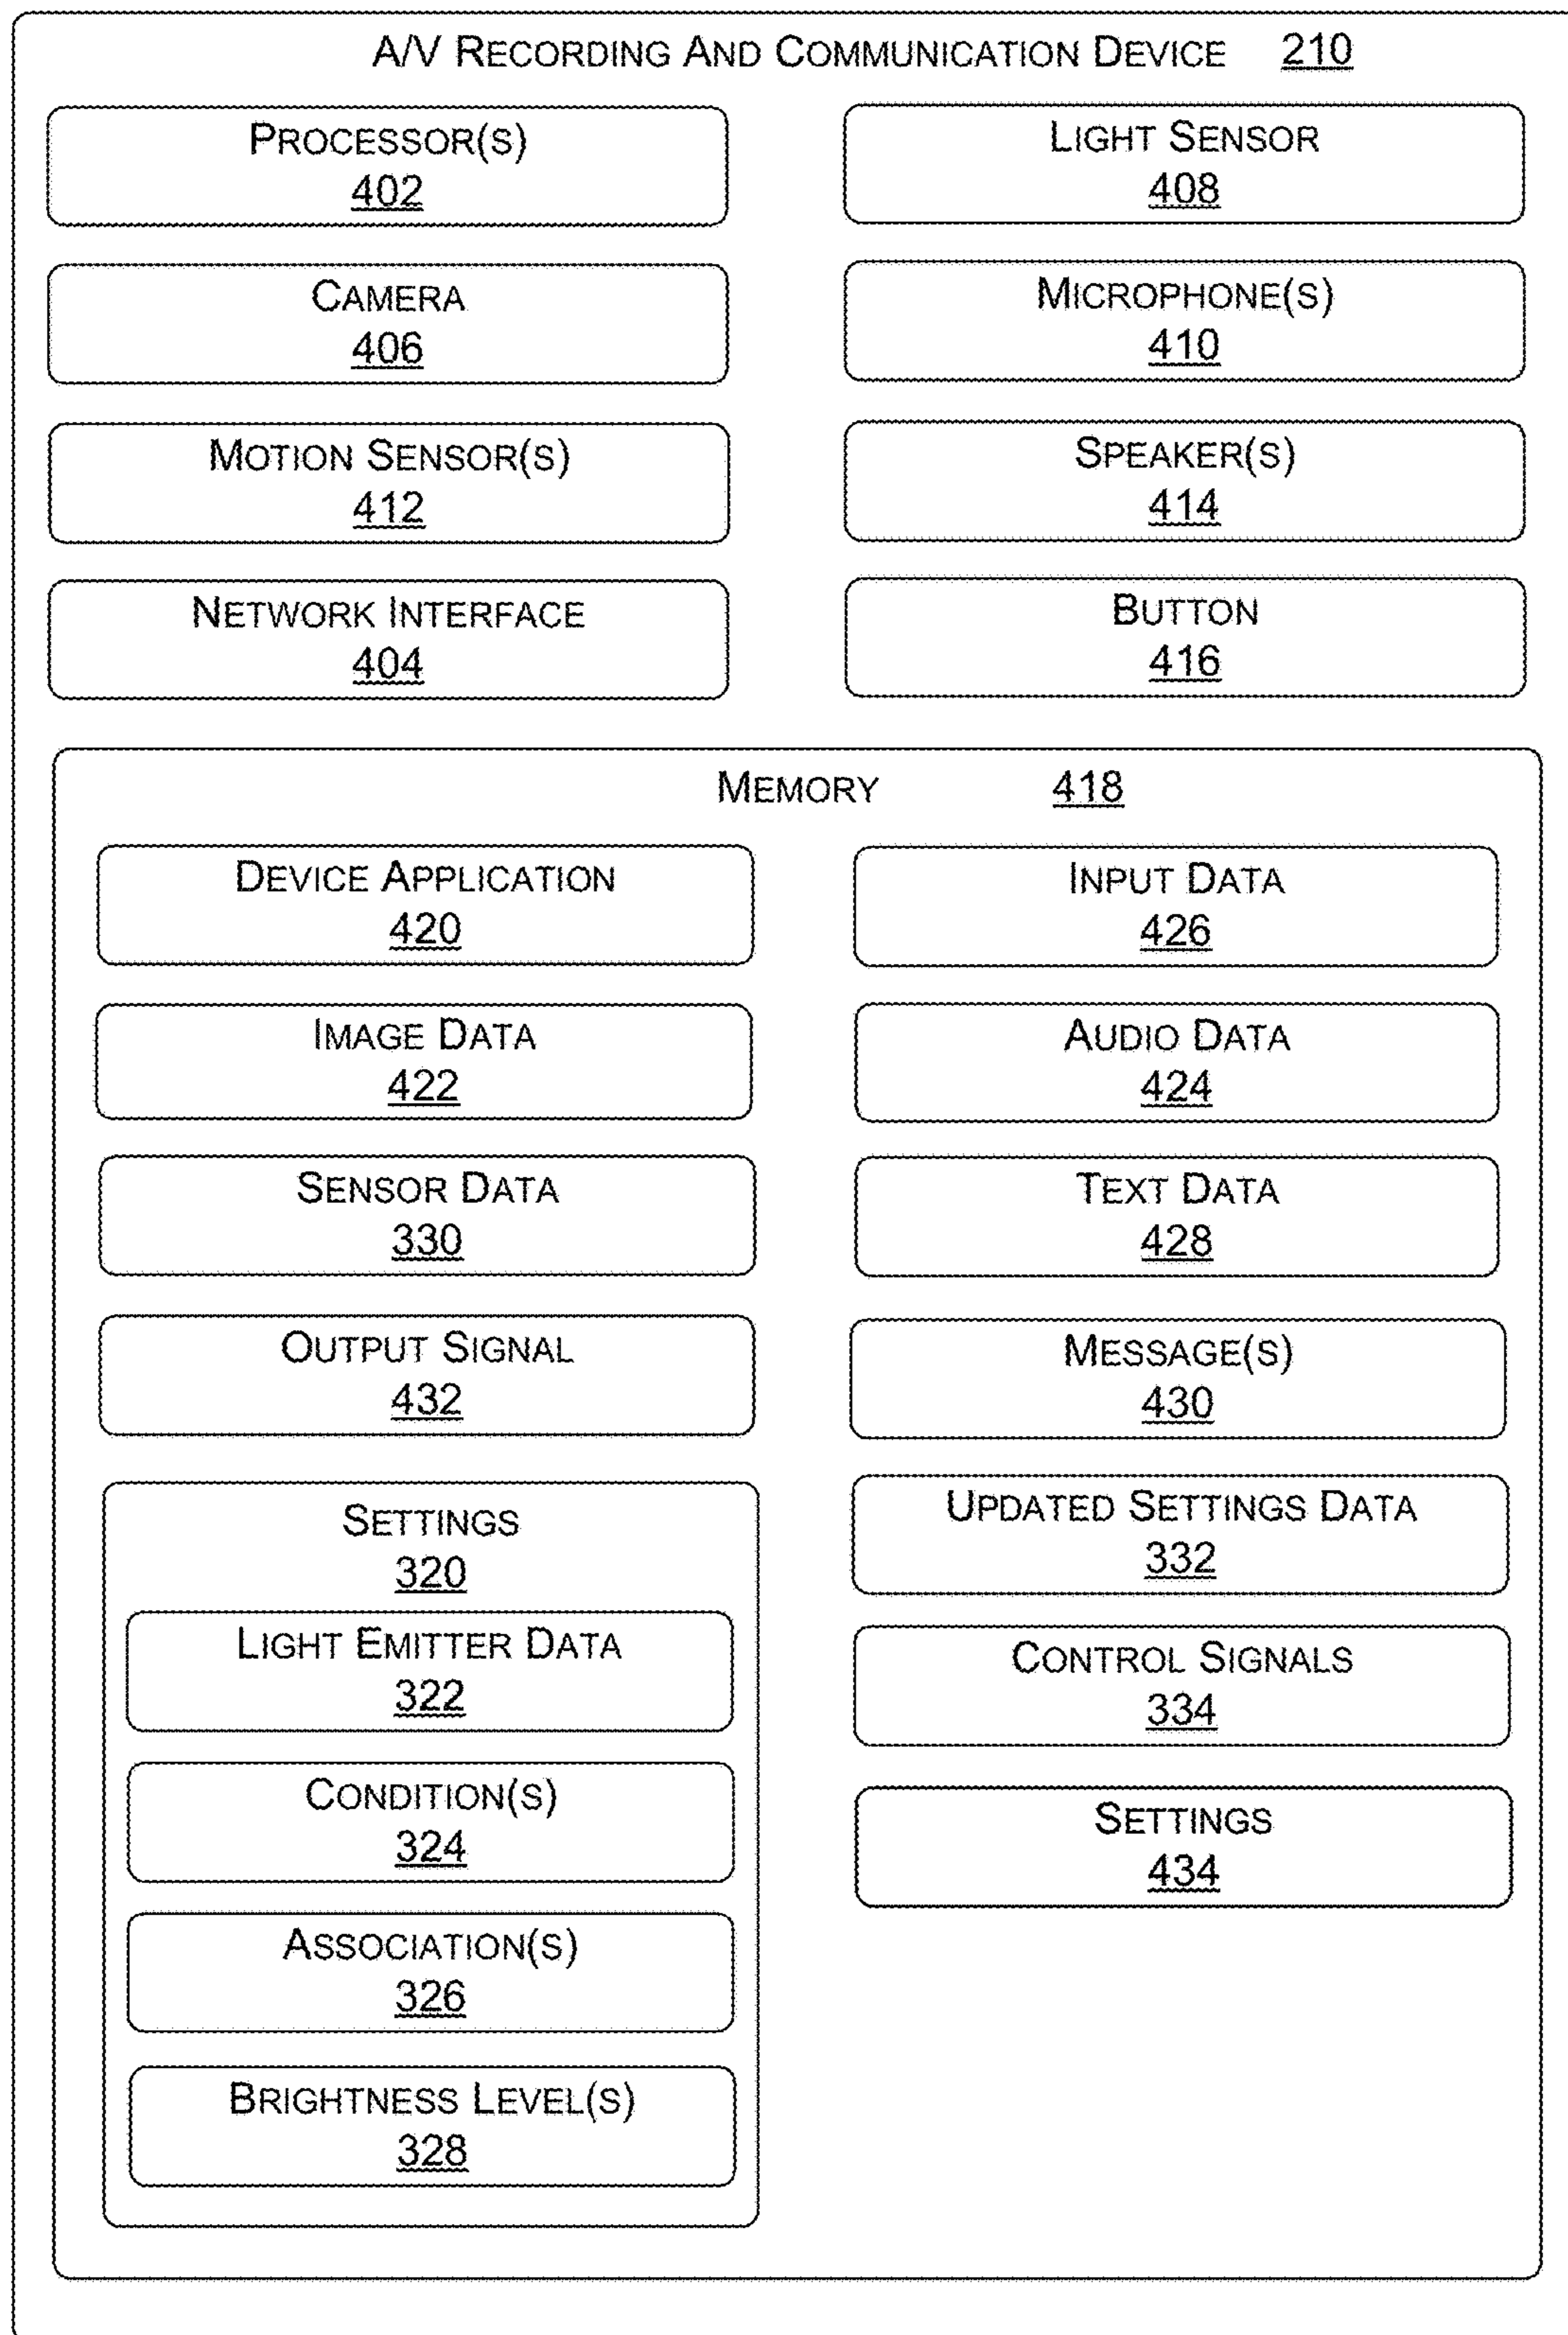 A/V RECORDING AND COMMUNICATION DEVICE 210
PROCESSOR(S)
402
LIGHT SENSOR
408
CAMERA
406
MICROPHONE(S)
410
MOTION SENSOR(S)
412
SPEAKER(S)
414
NETWORK INTERFACE
404
BUTTON
416
MEMORY 418
DEVICE APPLICATION
420
INPUT DATA
426
IMAGE DATA
422
AUDIO DATA
424
SENSOR DATA
330
TEXT DATA
428
OUTPUT SIGNAL
432
MESSAGE(S)
430
SETTINGS
320
LIGHT EMITTER DATA
322
CONDITION(S)
324
ASSOCIATION(S)
326
BRIGHTNESS LEVEL(S)
328
UPDATED SETTINGS DATA
332
CONTROL SIGNALS
334
SETTINGS
434